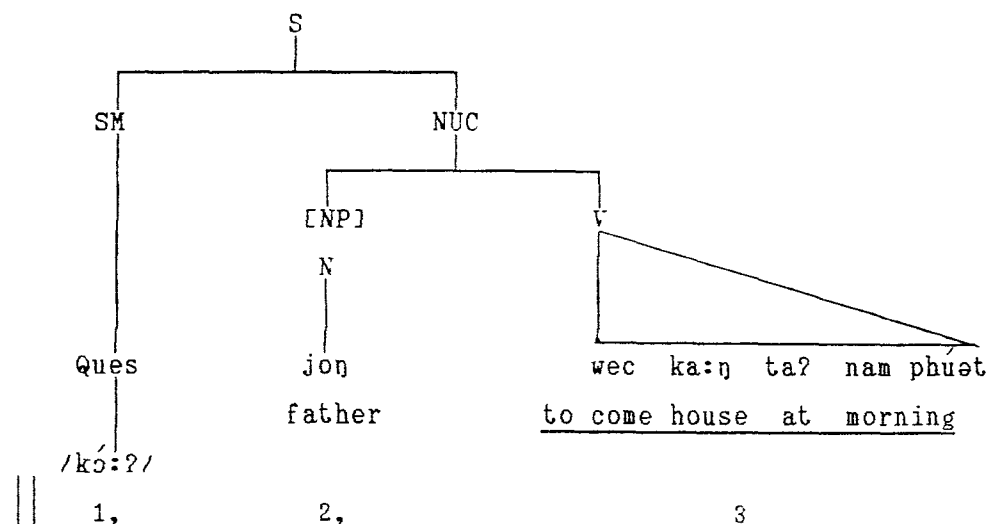 S
SM NUC
[NP] V
N
Ques joŋ wec ka:ŋ ta? nam phúət
father to come house at morning
/kɔ́:?/
1, 2, 3